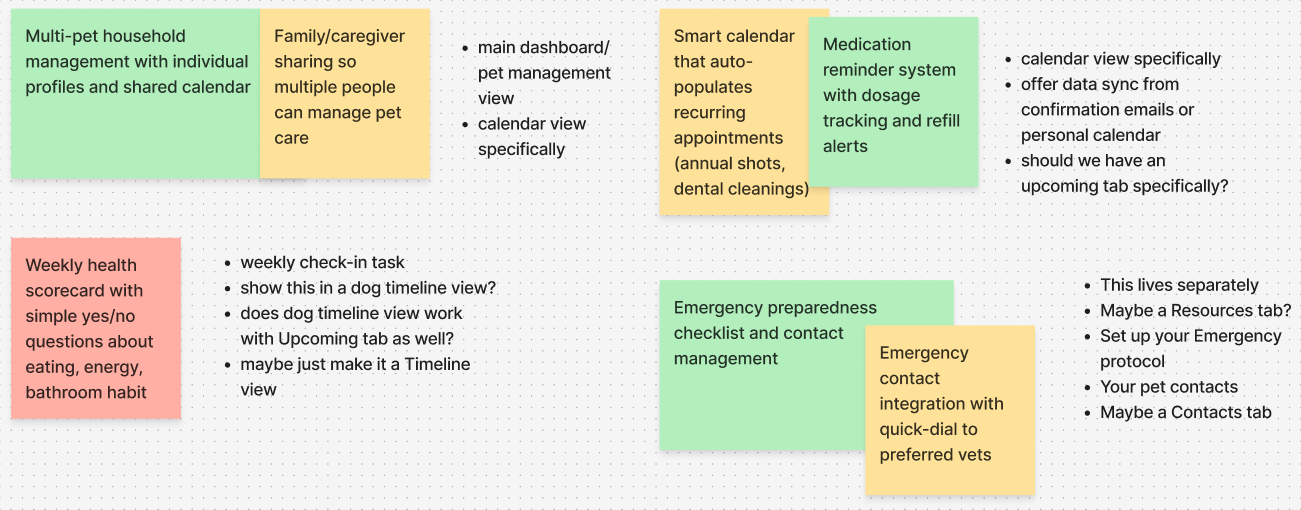 Multi-pet household
management with individual
profiles and shared calendar
Family/caregiver
sharing so
multiple people
can manage pet
care
• main dashboard/
pet management
view
• calendar view
specifically
Smart calendar
that auto-
populates
recurring
appointments
(annual shots,
dental cleanings)
Medication
reminder system
with dosage
tracking and refill
alerts
• calendar view specifically
• offer data sync from
confirmation emails or
personal calendar
• should we have an
upcoming tab specifically?
Weekly health
scorecard with
simple yes/no
questions about
eating, energy,
bathroom habit
• weekly check-in task
• show this in a dog timeline view?
• does dog timeline view work
with Upcoming tab as well?
• maybe just make it a Timeline
view
Emergency preparedness
checklist and contact
management
Emergency
contact
integration with
quick-dial to
preferred vets
• This lives separately
• Maybe a Resources tab?
• Set up your Emergency
protocol
• Your pet contacts
• Maybe a Contacts tab